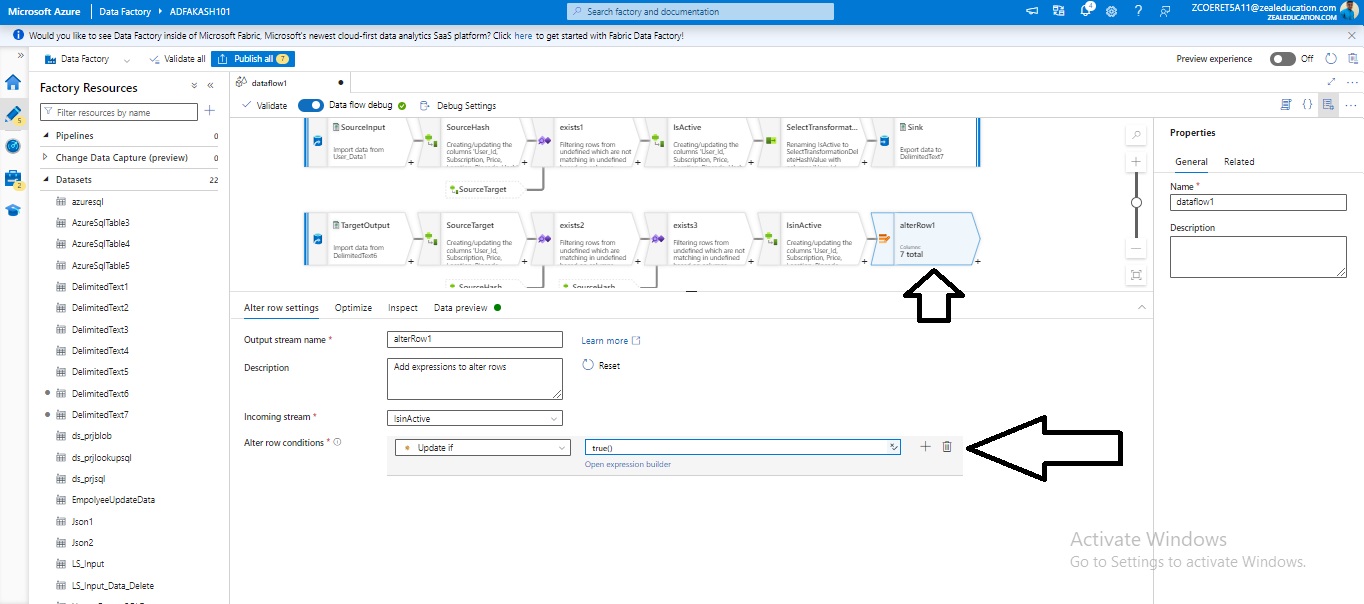 Microsoft Azure
Data Factory
ADFAKASH101
Search factory and documentation
4
ZCOERET5A11@zealeducation.com
ZEALEDUCATION.COM
Would you like to see Data Factory inside of Microsoft Fabric, Microsoft's newest cloud-first data analytics SaaS platform? Click here to get started with Fabric Data Factory!
Data Factory
Validate all
Publish all 7
Preview experience
Off
5
2
Factory Resources
Filter resources by name
Pipelines 0
Change Data Capture (preview) 0
Datasets 22
azuresql
AzureSqlTable3
AzureSqlTable4
AzureSqlTable5
DelimitedText1
DelimitedText2
DelimitedText3
DelimitedText4
DelimitedText5
DelimitedText6
DelimitedText7
ds_prjblob
ds_prjlookupsql
ds_prjsql
EmpolyeeUpdateData
Json1
Json2
LS_Input
LS_Input_Data_Delete
dataflow1
Validate
Data flow debug
Debug Settings
SourceInput
Import data from
User_Data1
SourceHash
Creating/updating the
columns 'User_Id,
Subscription, Price,
exists1
Filtering rows from
undefined which are not
matching in undefined
based on
IsActive
Creating/updating the
columns 'User_Id,
Subscription, Price,
SelectTransformat...
Renaming IsActive to
SelectTransformationDel
eteHashValue with
Sink
Export data to
DelimitedText7
SourceTarget
TargetOutput
Import data from
DelimitedText6
SourceTarget
Creating/updating the
columns 'User_Id,
Subscription, Price,
exists2
Filtering rows from
undefined which are not
matching in undefined
exists3
Filtering rows from
undefined which are not
matching in undefined
IsinActive
Creating/updating the
columns 'User_Id,
Subscription, Price,
alterRow1
Columns:
7 total
SourceHash
SourceHash
Alter row settings
Optimize
Inspect
Data preview
Output stream name *
alterRow1
Learn more
Description
Add expressions to alter rows
Reset
Incoming stream *
IsinActive
Alter row conditions *
Update if
true()
Open expression builder
Properties
General
Related
Name *
dataflow1
Description
Activate Windows
Go to Settings to activate Windows.